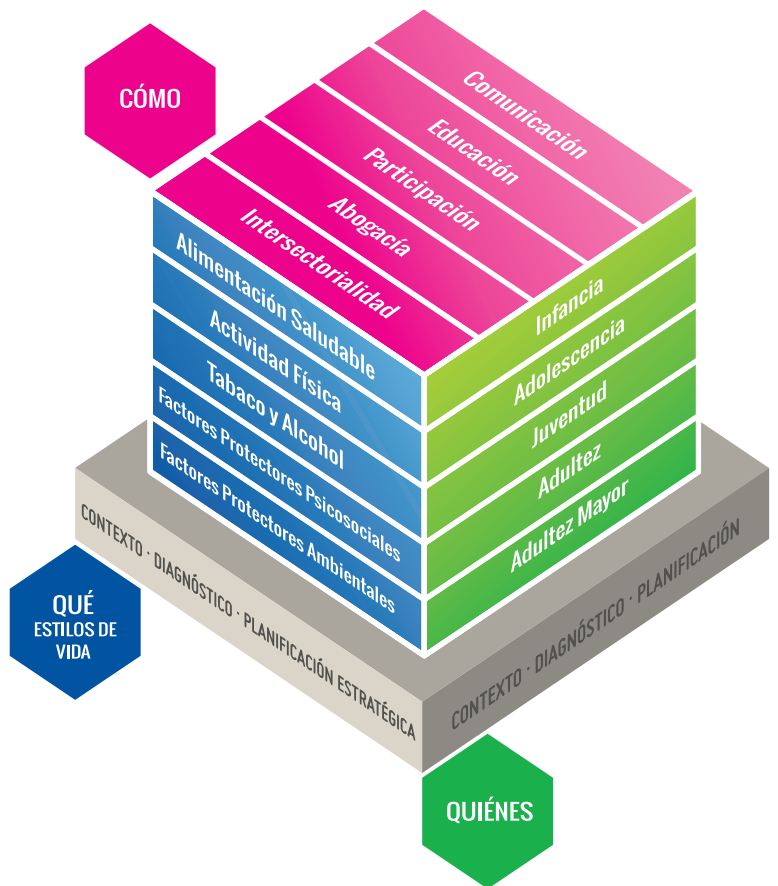 CÓMO
Comunicación
Educación
Participación
Abogacía
Intersectorialidad
Alimentación Saludable
Actividad Física
Tabaco y Alcohol
Factores Protectores Psicosociales
Factores Protectores Ambientales
Infancia
Adolescencia
Juventud
Adultez
Adultez Mayor
CONTEXTO · DIAGNÓSTICO · PLANIFICACIÓN ESTRATÉGICA
CONTEXTO · DIAGNÓSTICO · PLANIFICACIÓN
QUÉ
ESTILOS DE
VIDA
QUIÉNES